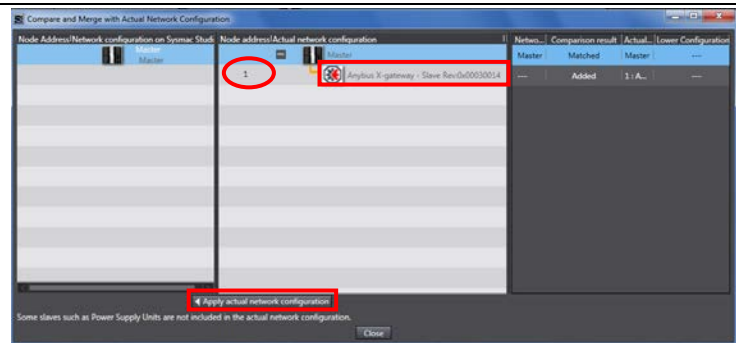 Compare and Merge with Actual Network Configuration
Node Address|Network configuration on Sysmac Studi
Node address|Actual network configuration
Netwo... Comparison result Actual... Lower Configuration
Master
Master
Master
Master Matched Master ---
1 Anybus X-gateway - Slave Rev:0x00030014
--- Added 1 : A... ---
Apply actual network configuration
Some slaves such as Power Supply Units are not included in the actual network configuration.
Close